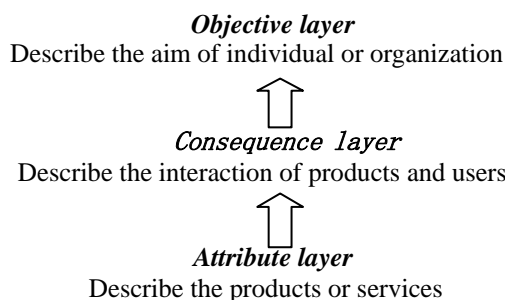 Objective layer
Describe the aim of individual or organization
Consequence layer
Describe the interaction of products and users
Attribute layer
Describe the products or services